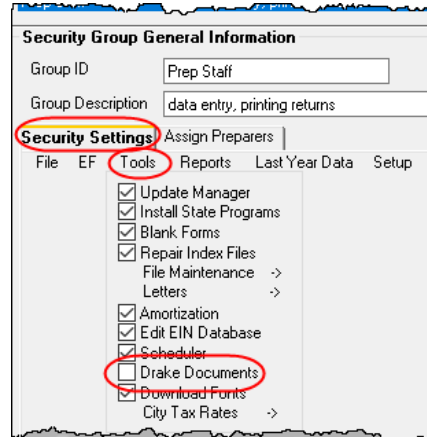 Security Group General Information
Group ID Prep Staff
Group Description data entry, printing returns
Security Settings Assign Preparers
File EF Tools Reports Last Year Data Setup
Update Manager
Install State Programs
Blank Forms
Repair Index Files
File Maintenance ->
Letters ->
Amortization
Edit EIN Database
Scheduler
Drake Documents
Download Fonts
City Tax Rates ->